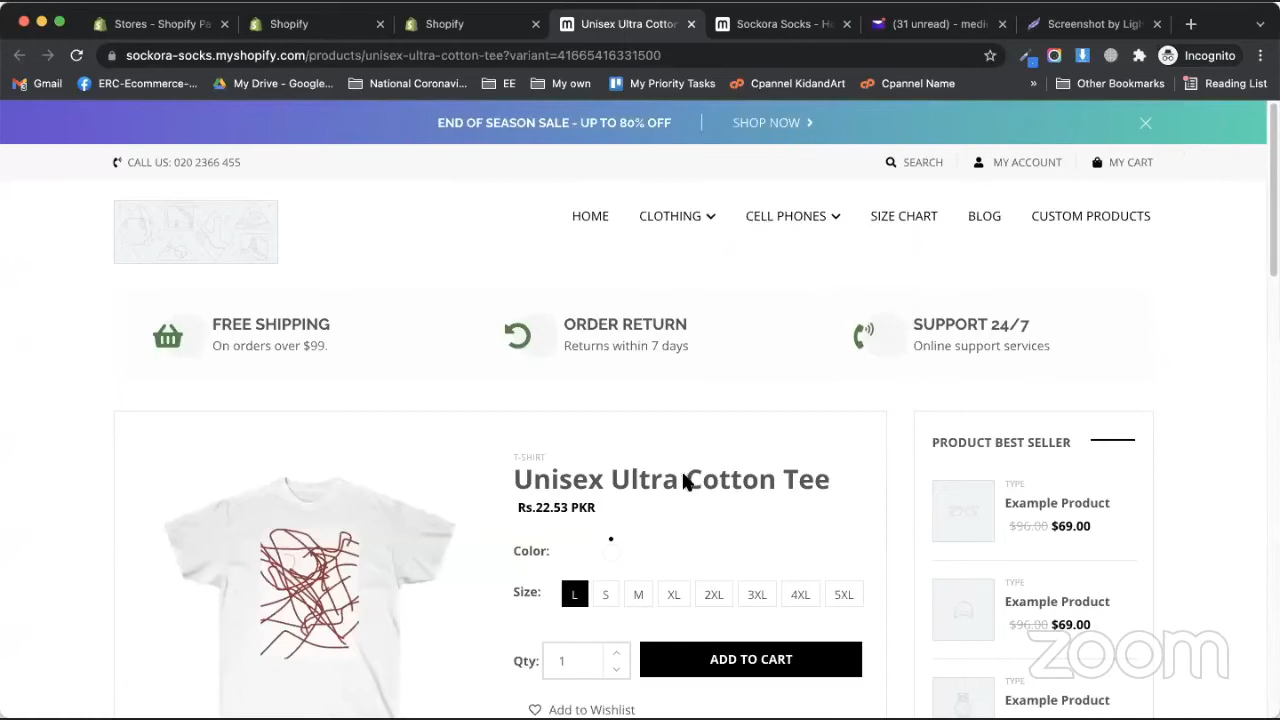 Stores - Shopify Pa
Shopify
Shopify
Unisex Ultra Cotton
Sockora Socks - Ha
(31 unread) - medi
Screenshot by Ligh
sockora-socks.myshopify.com/products/unisex-ultra-cotton-tee?variant=41665416331500
Incognito
Gmail
ERC-Ecommerce-...
My Drive - Google...
National Coronavi...
EE
My own
My Priority Tasks
Cpannel KidandArt
Cpannel Name
»
Other Bookmarks
Reading List
END OF SEASON SALE - UP TO 80% OFF
SHOP NOW
CALL US: 020 2366 455
SEARCH
MY ACCOUNT
MY CART
HOME
CLOTHING
CELL PHONES
SIZE CHART
BLOG
CUSTOM PRODUCTS
FREE SHIPPING
On orders over $99.
ORDER RETURN
Returns within 7 days
SUPPORT 24/7
Online support services
T-SHIRT
Unisex Ultra Cotton Tee
Rs.22.53 PKR
Color:
Size:
L
S
M
XL
2XL
3XL
4XL
5XL
Qty:
1
ADD TO CART
Add to Wishlist
PRODUCT BEST SELLER
TYPE
Example Product
$96.00 $69.00
TYPE
Example Product
$96.00 $69.00
TYPE
Example Product
zoom